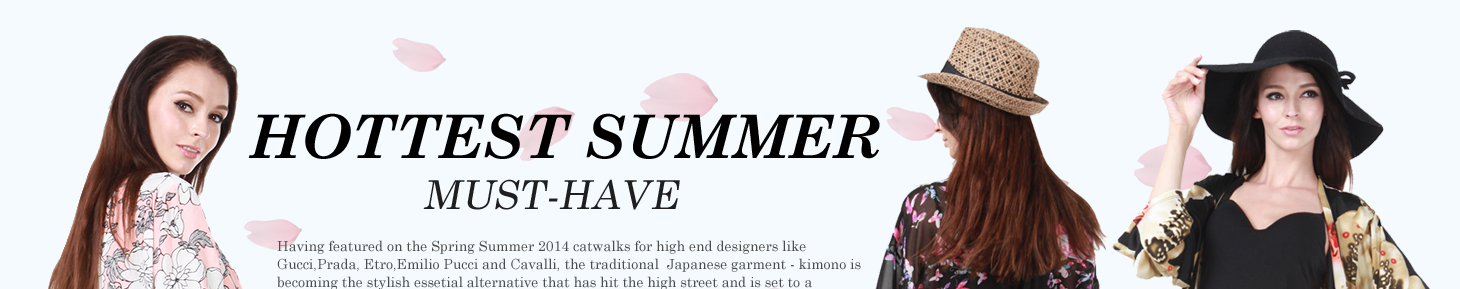 HOTTEST SUMMER
MUST-HAVE
Having featured on the Spring Summer 2014 catwalks for high end designers like
Gucci,Prada, Etro,Emilio Pucci and Cavalli, the traditional  Japanese garment - kimono is
becoming the stylish essetial alternative that has hit the high street and is set to a